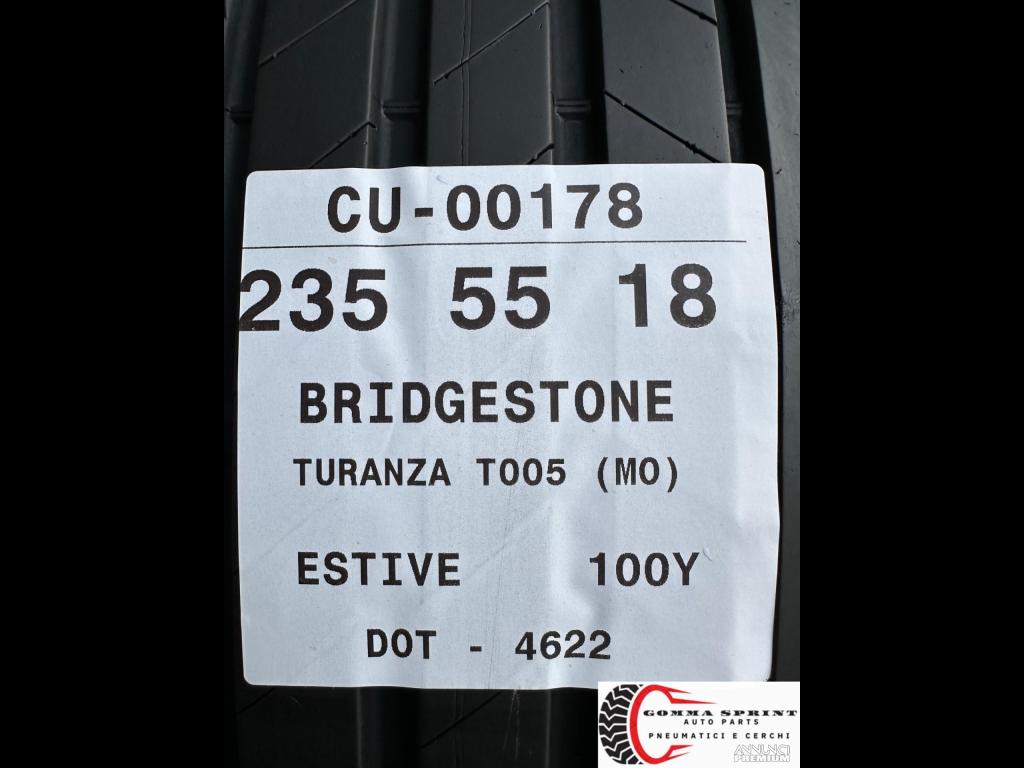 CU-00178
235 55 18
BRIDGESTONE
TURANZA T005 (MO)
ESTIVE 100Y
DOT - 4622
GOMMA SPRINT
AUTO PARTS
PNEUMATICI E CERCHI
ANNUNCI
PREMIUM